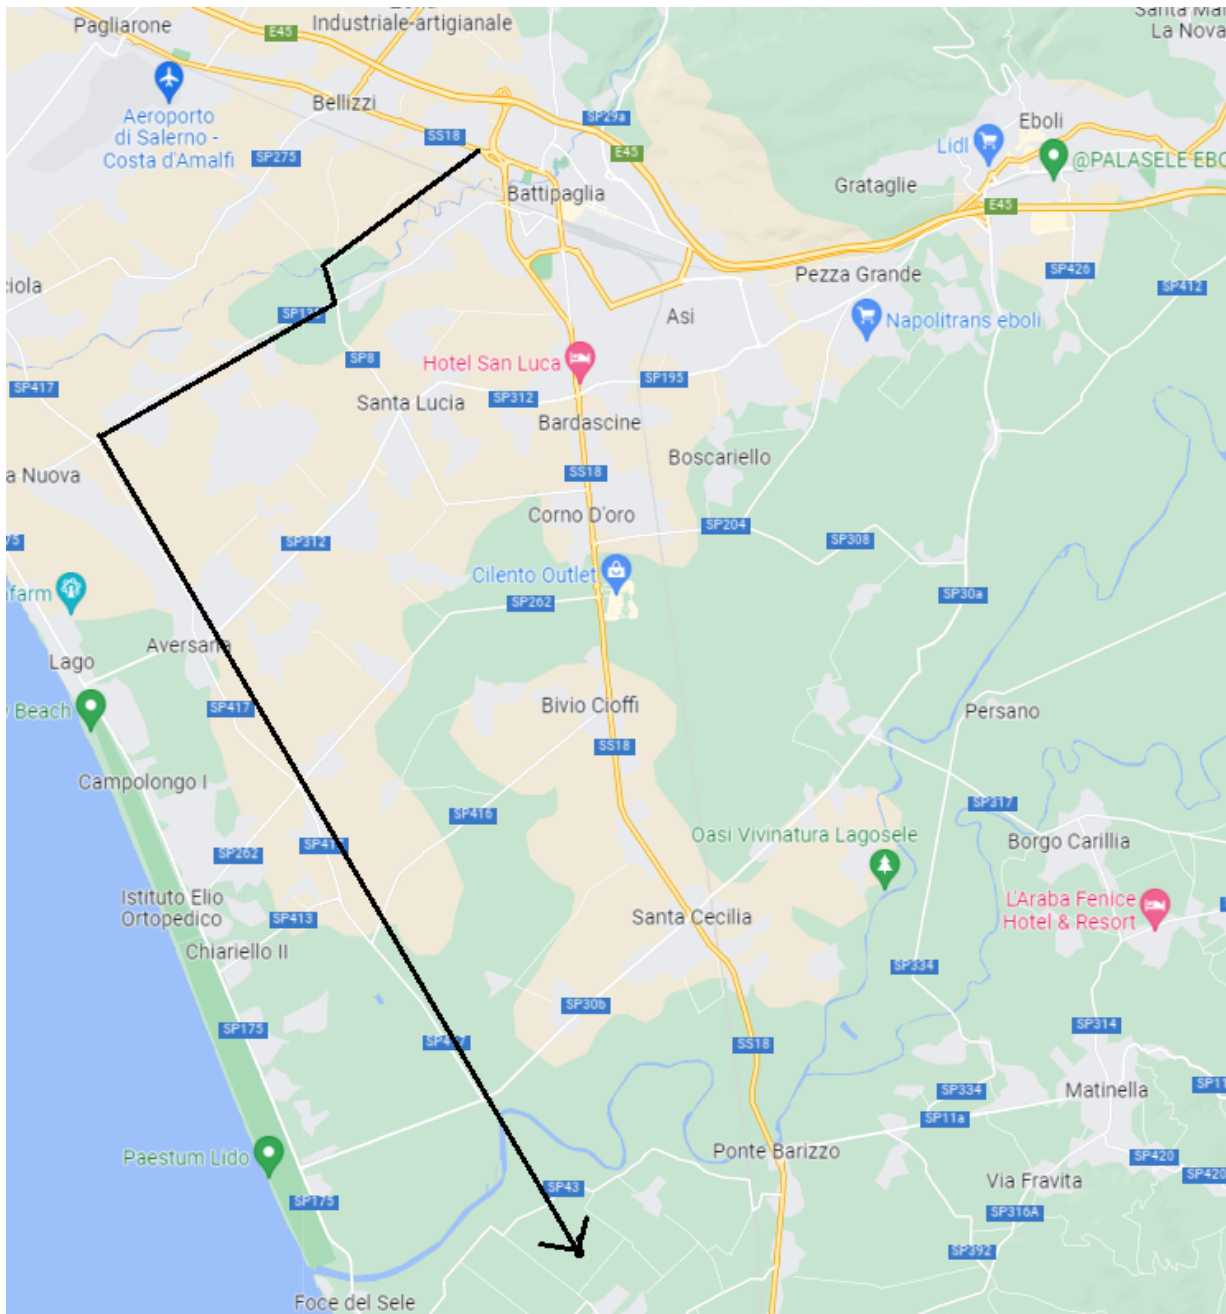 Santa Mar
La Nova
Industriale-artigianale
Pagliarone
E45
Bellizzi
Aeroporto
di Salerno -
Costa d'Amalfi
SS18
SP275
SP29a
E45
Eboli
Lidl
@PALASELE EBO
Grataglie
Battipaglia
E45
ciola
Pezza Grande
SP426
SP412
Asi
Napolitrans eboli
SP8
Hotel San Luca
SP195
SP417
Santa Lucia
SP312
Bardascine
Boscariello
a Nuova
SS18
Corno D'oro
SP204
75
SP312
SP308
Cilento Outlet
afarm
SP262
SP30a
Aversana
Lago
Bivio Cioffi
Persano
y Beach
SP417
SS18
Campolongo I
SP416
SP317
Oasi Vivinatura Lagosele
Borgo Carillia
SP262
Istituto Elio
Ortopedico
L'Araba Fenice
Hotel & Resort
SP413
Santa Cecilia
Chiariello II
SP334
SP30b
SP175
SP314
SS18
SP334
Matinella
SP11
SP11a
Ponte Barizzo
Paestum Lido
SP420
SP420
Via Fravita
SP43
SP175
SP316A
SP392
Foce del Sele